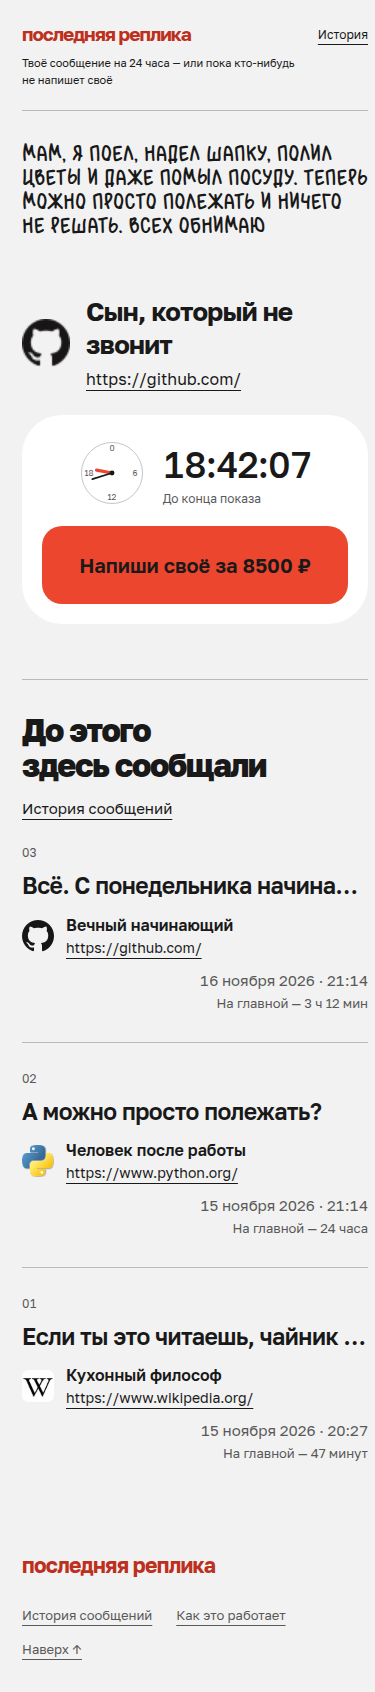 последняя реплика
История
Твоё сообщение на 24 часа — или пока кто-нибудь
не напишет своё
МАМ, Я ПОЕЛ, НАДЕЛ ШАПКУ, ПОЛИЛ
ЦВЕТЫ И ДАЖЕ ПОМЫЛ ПОСУДУ. ТЕПЕРЬ
МОЖНО ПРОСТО ПОЛЕЖАТЬ И НИЧЕГО
НЕ РЕШАТЬ. ВСЕХ ОБНИМАЮ
Сын, который не
звонит
https://github.com/
0
18
6
12
18:42:07
До конца показа
Напиши своё за 8500 ₽
До этого
здесь сообщали
История сообщений
03
Всё. С понедельника начина…
Вечный начинающий
https://github.com/
16 ноября 2026 · 21:14
На главной — 3 ч 12 мин
02
А можно просто полежать?
Человек после работы
https://www.python.org/
15 ноября 2026 · 21:14
На главной — 24 часа
01
Если ты это читаешь, чайник …
W
Кухонный философ
https://www.wikipedia.org/
15 ноября 2026 · 20:27
На главной — 47 минут
последняя реплика
История сообщений
Как это работает
Наверх ↑